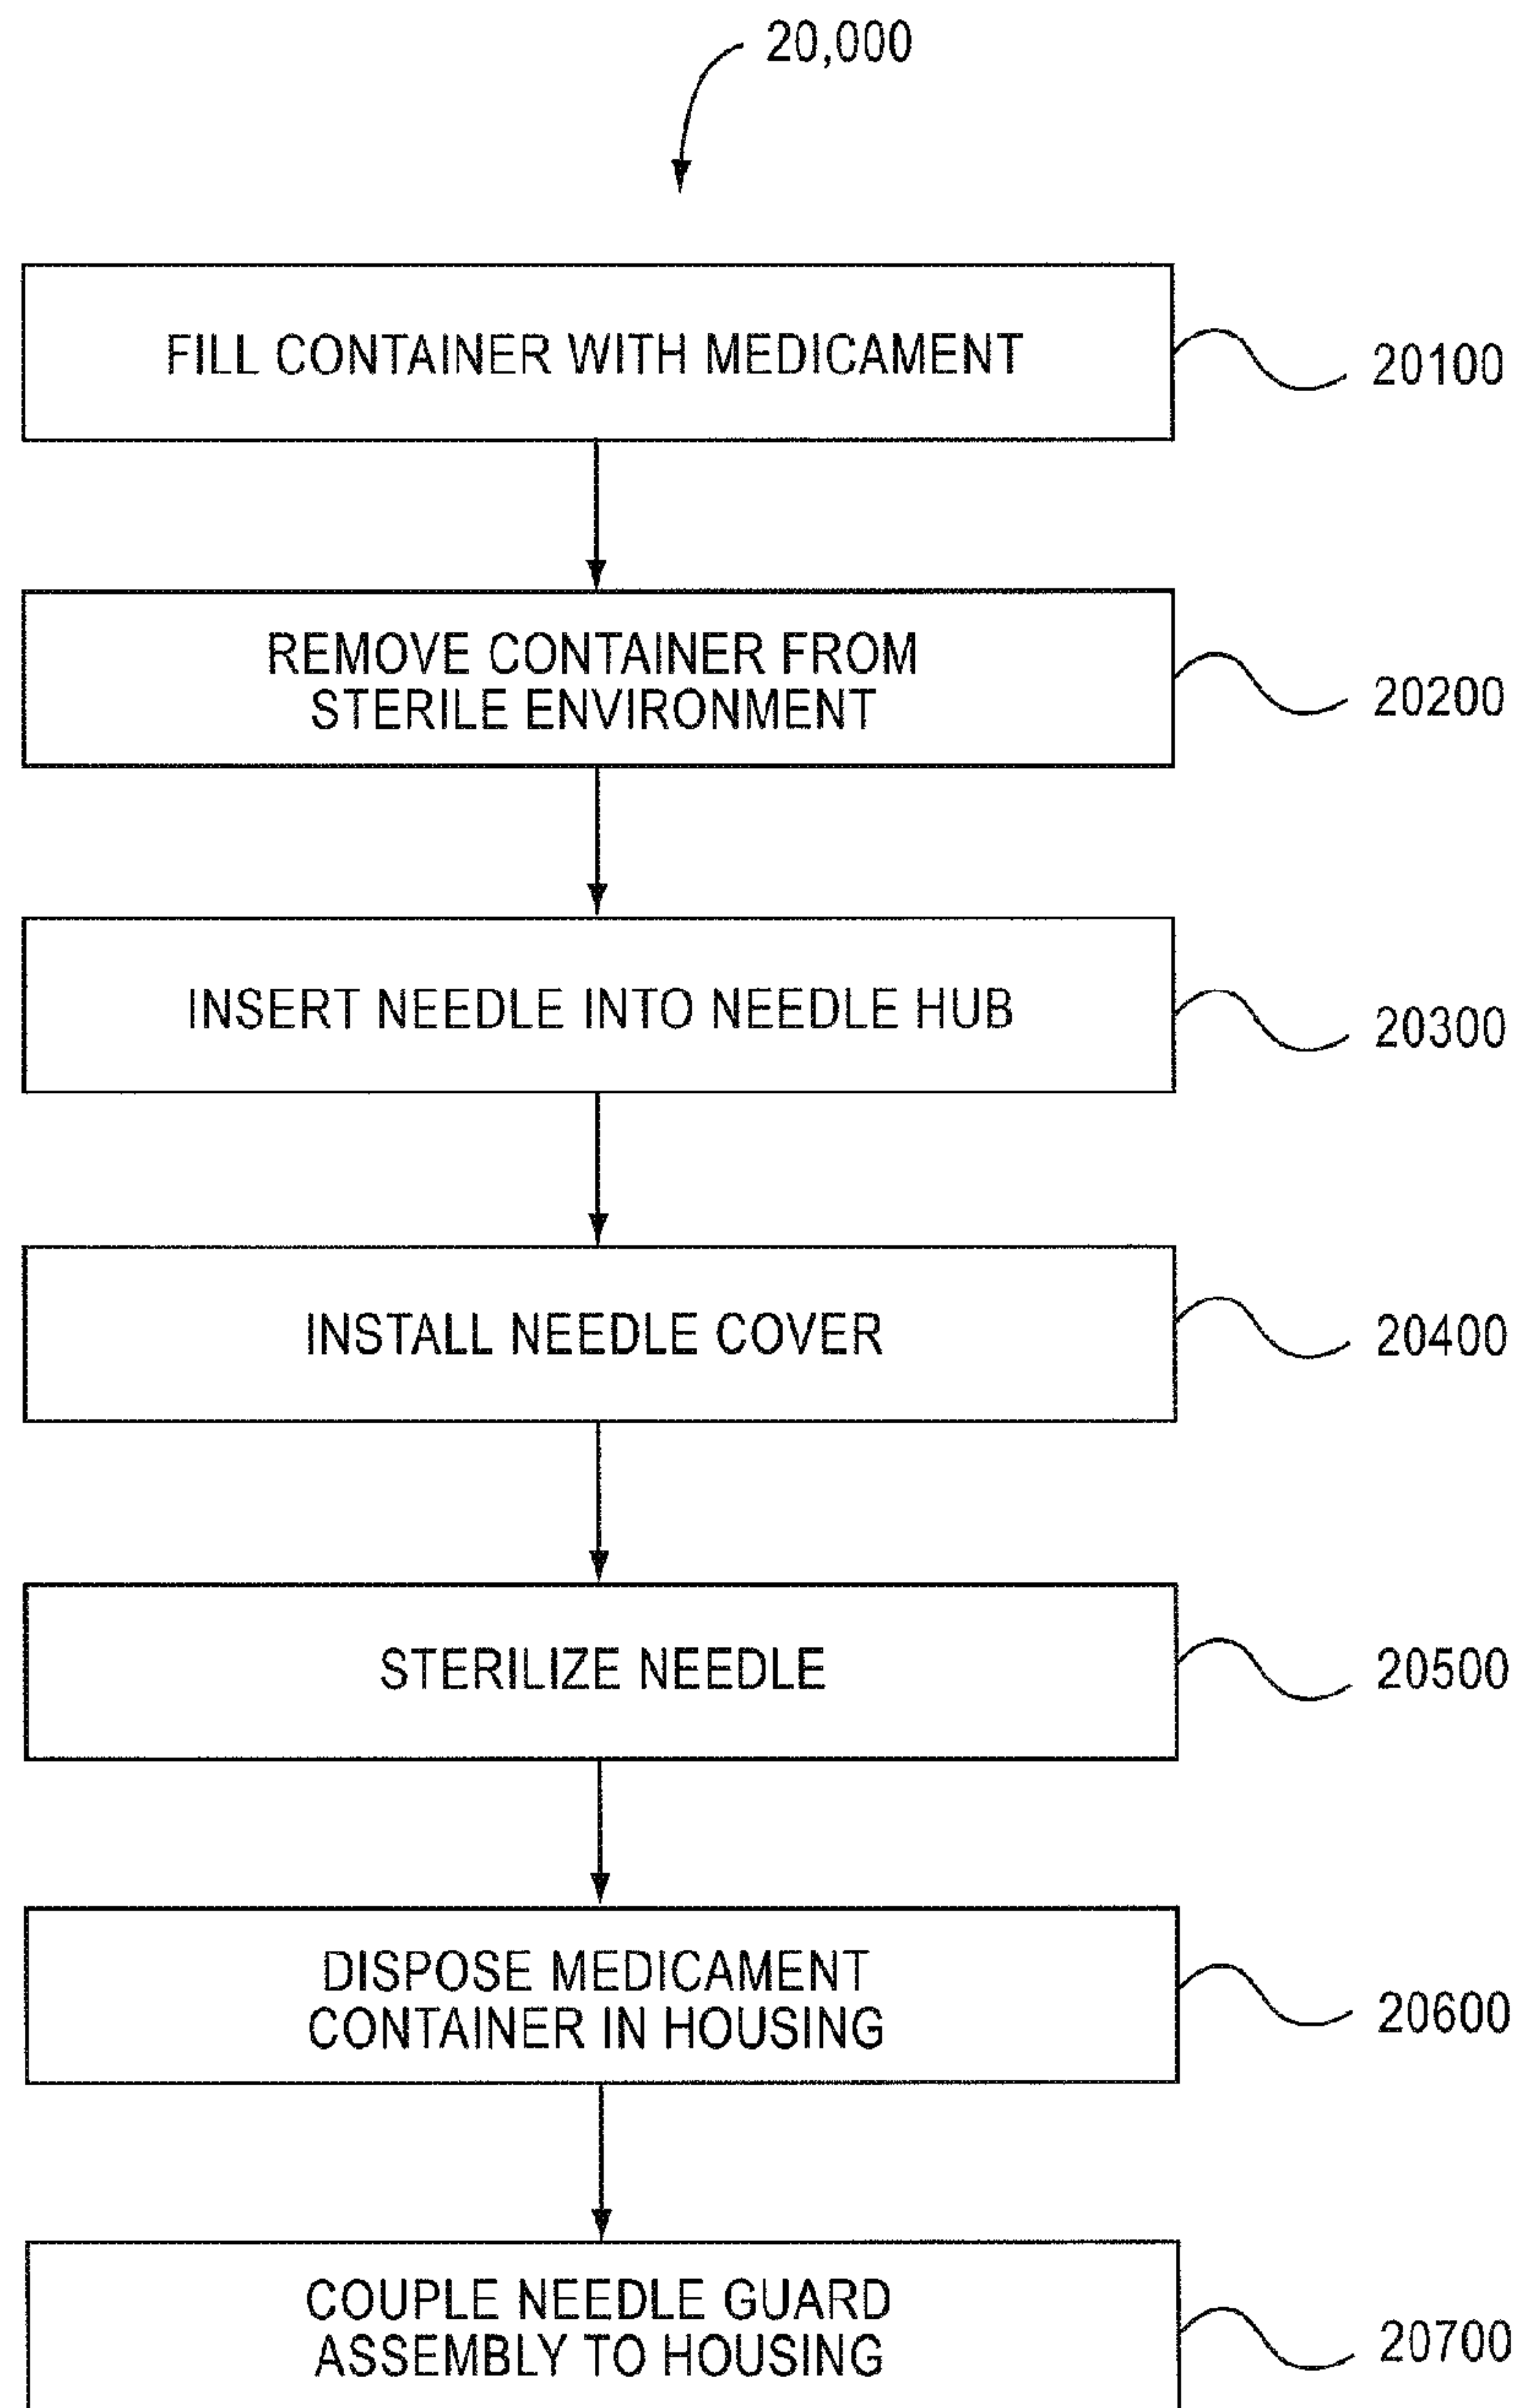 20,000
FILL CONTAINER WITH MEDICAMENT
20100
REMOVE CONTAINER FROM
STERILE ENVIRONMENT
20200
INSERT NEEDLE INTO NEEDLE HUB
20300
INSTALL NEEDLE COVER
20400
STERILIZE NEEDLE
20500
DISPOSE MEDICAMENT
CONTAINER IN HOUSING
20600
COUPLE NEEDLE GUARD
ASSEMBLY TO HOUSING
20700